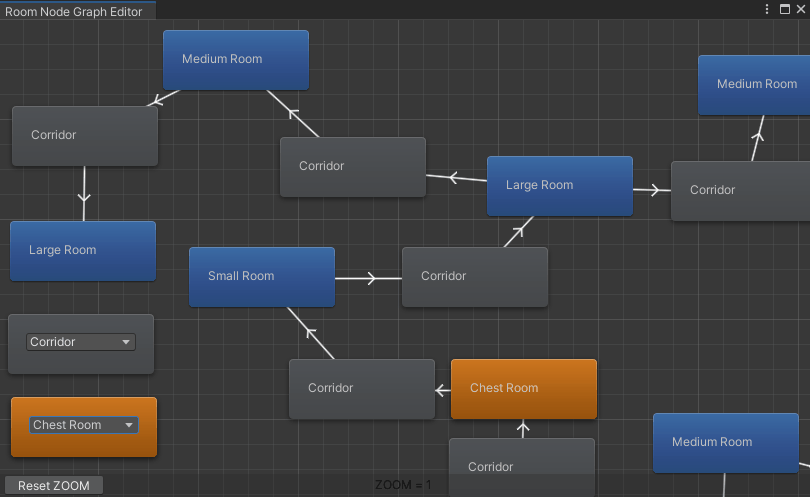 Room Node Graph Editor
Medium Room
Medium Room
Corridor
Corridor
Large Room
Corridor
Large Room
Small Room
Corridor
Corridor
Corridor
Chest Room
Chest Room
Medium Room
Corridor
Reset ZOOM
ZOOM = 1